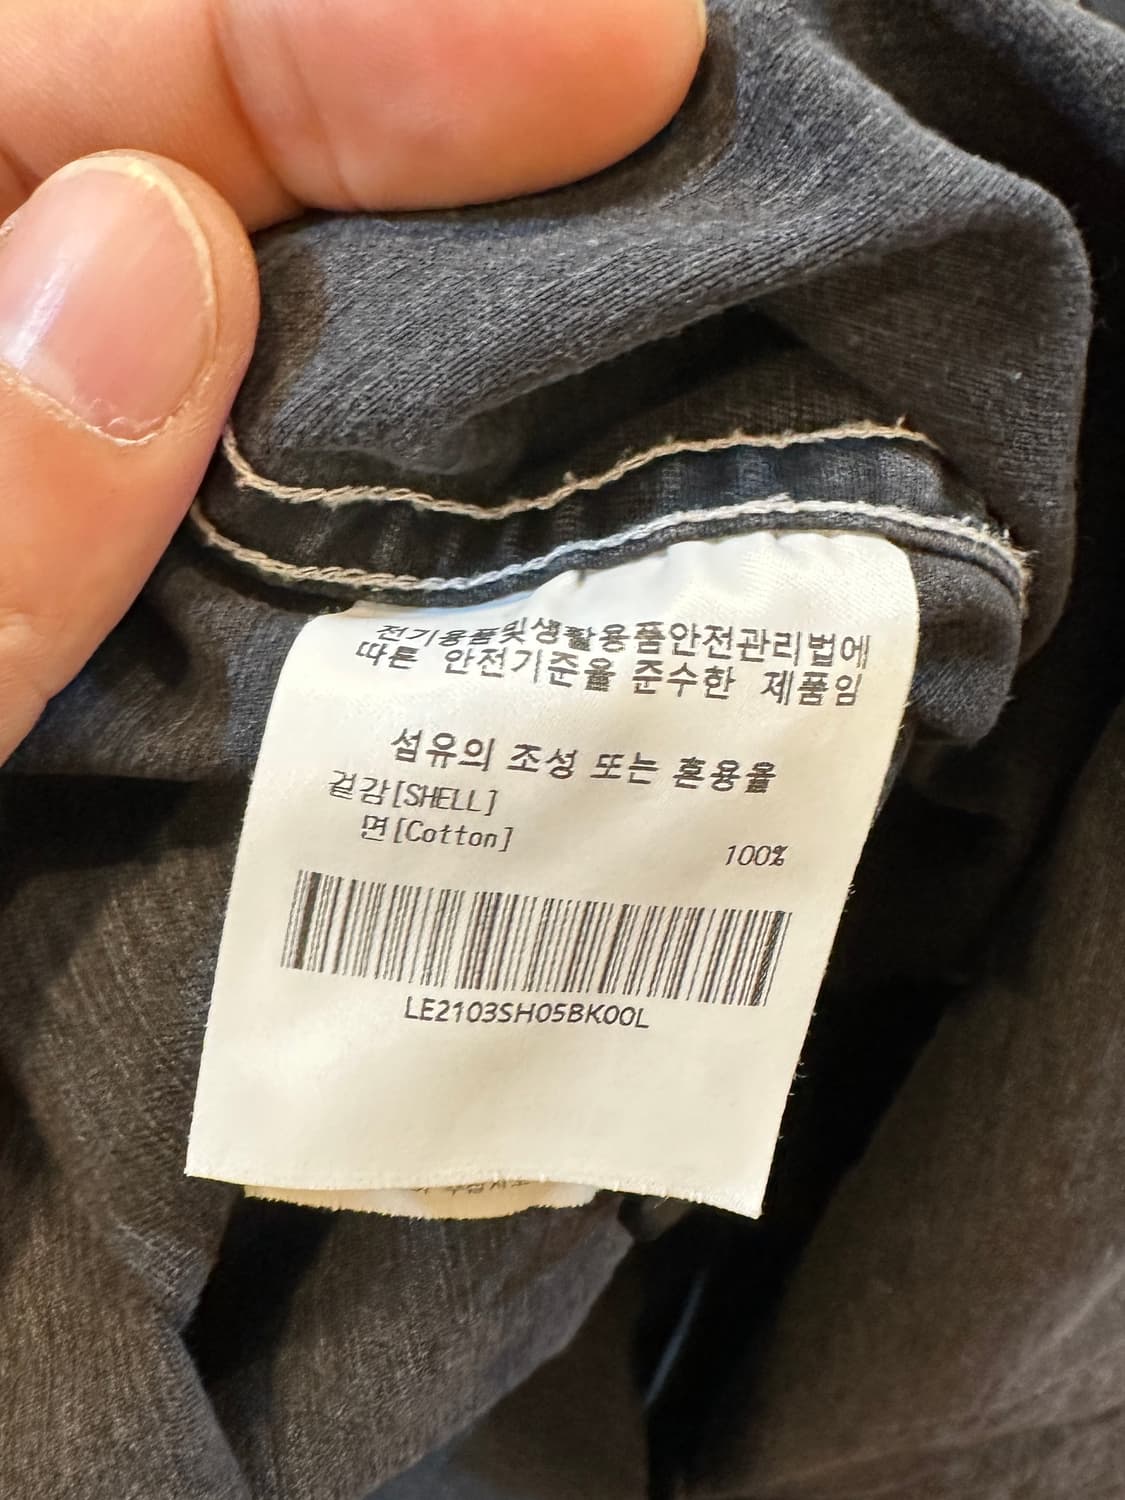 전기용품및생활용품안전관리법에
따른 안전기준을 준수한 제품임
섬유의 조성 또는 혼용율
겉감[SHELL]
면[Cotton]
100%
LE2103SH05BK00L